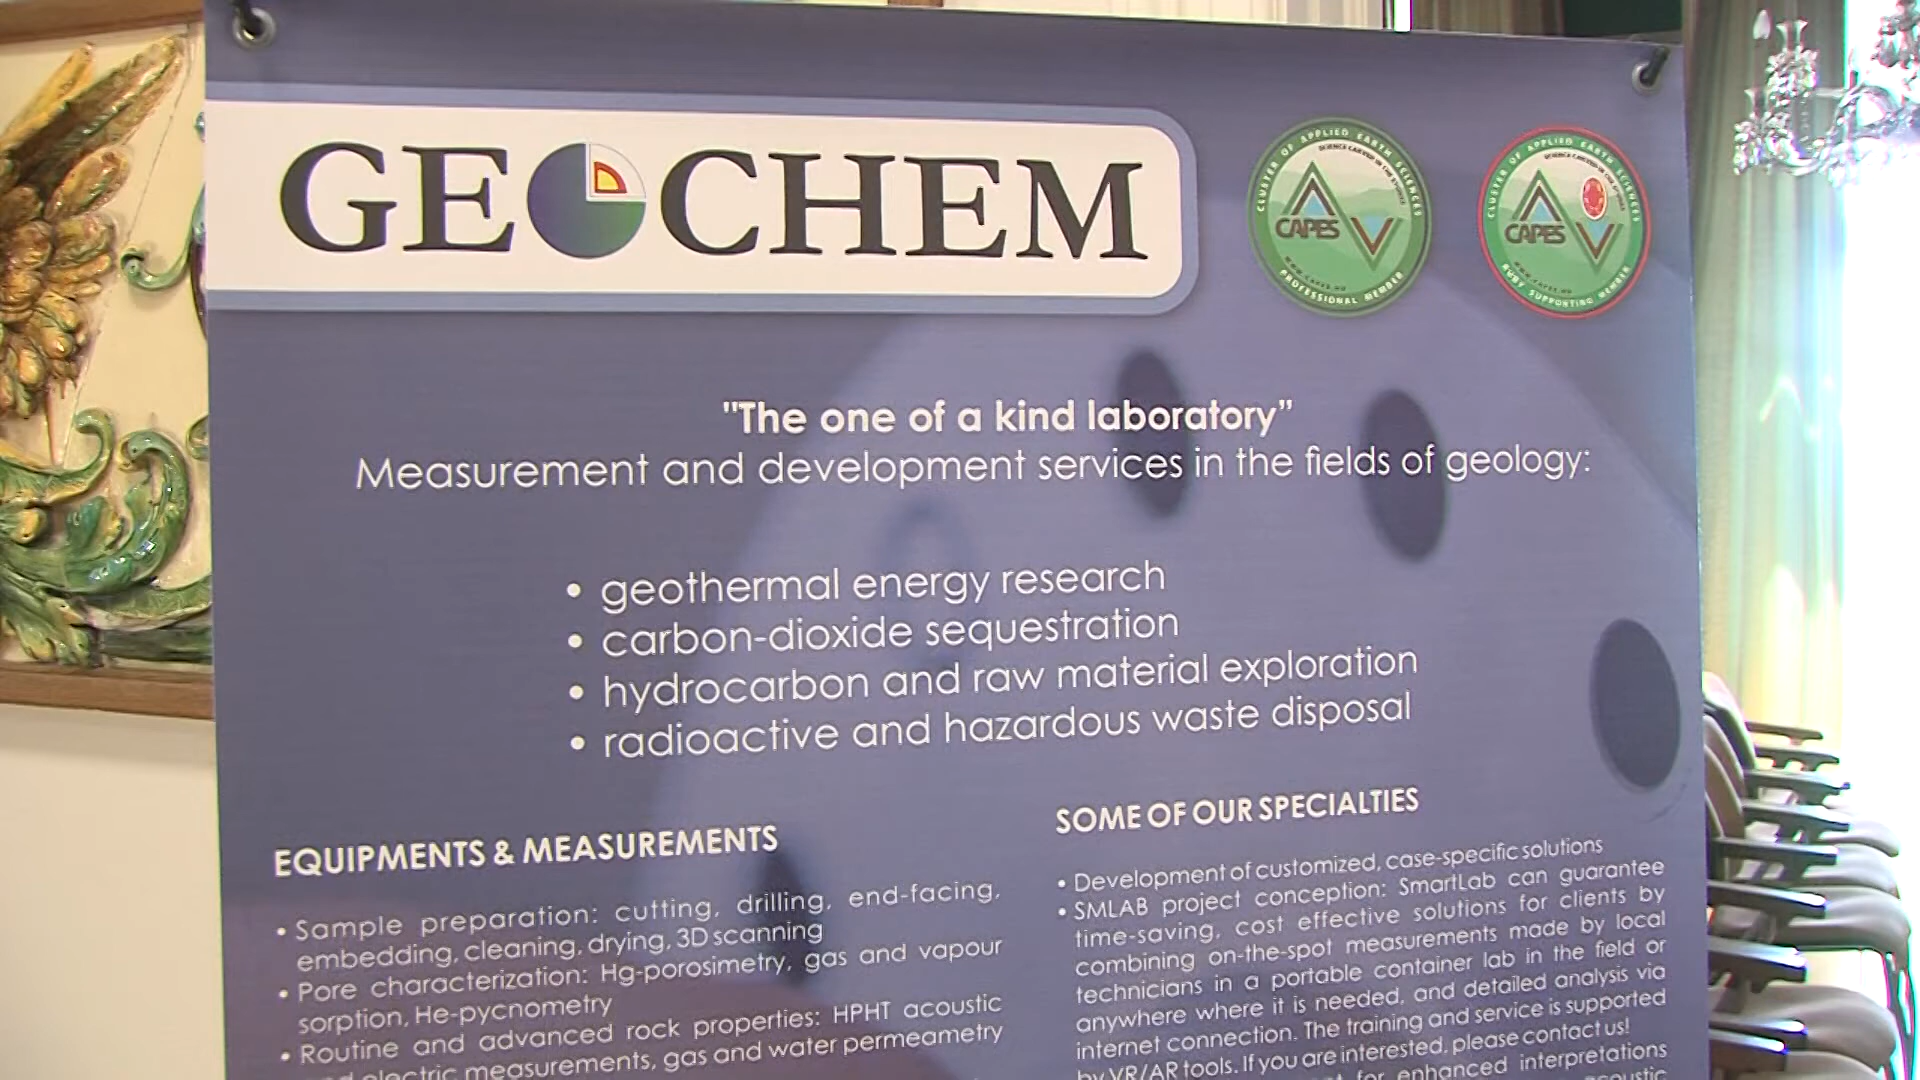 GEOCHEM
CLUSTER OF APPLIED EARTH SCIENCES
CAPES
PROFESSIONAL MEMBER
CLUSTER OF APPLIED EARTH SCIENCES
CAPES
RUBY SUPPORTING MEMBER
"The one of a kind laboratory”
Measurement and development services in the fields of geology:
• geothermal energy research
• carbon-dioxide sequestration
• hydrocarbon and raw material exploration
• radioactive and hazardous waste disposal
EQUIPMENTS & MEASUREMENTS
• Sample preparation: cutting, drilling, end-facing,
embedding, cleaning, drying, 3D scanning
• Pore characterization: Hg-porosimetry, gas and vapour
sorption, He-pycnometry
• Routine and advanced rock properties: HPHT acoustic
and electric measurements, gas and water permeametry
SOME OF OUR SPECIALTIES
• Development of customized, case-specific solutions
• SMLAB project conception: SmartLab can guarantee
time-saving, cost effective solutions for clients by
combining on-the-spot measurements made by local
technicians in a portable container lab in the field or
anywhere where it is needed, and detailed analysis via
internet connection. The training and service is supported
by VR/AR tools. If you are interested, please contact us!
for enhanced interpretations
acoustic